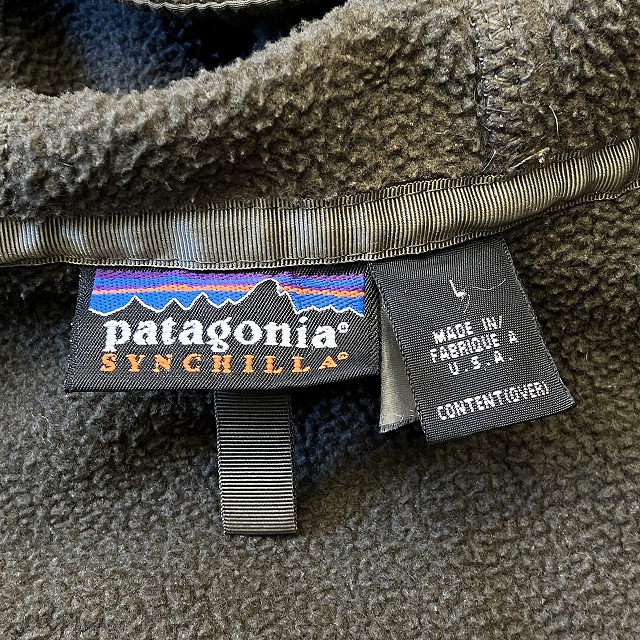 patagonia®
SYNCHILLA®
L
MADE IN/
FABRIQUE A
U.S.A.
CONTENT(OVER)